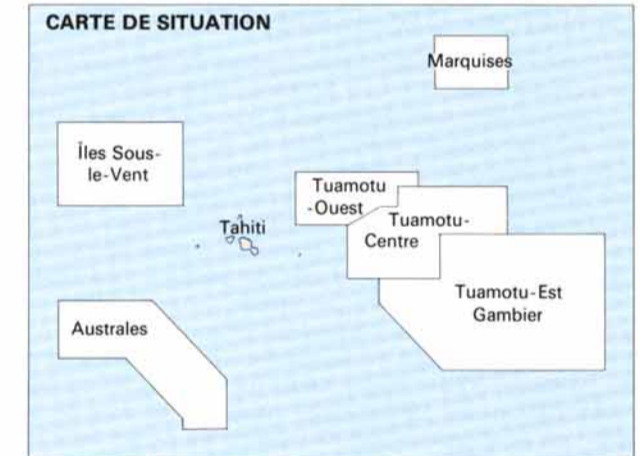 CARTE DE SITUATION
Marquises
Îles Sous-
le-Vent
Tuamotu
-Ouest
Tuamotu-
Centre
Tahiti
Tuamotu-Est
Gambier
Australes